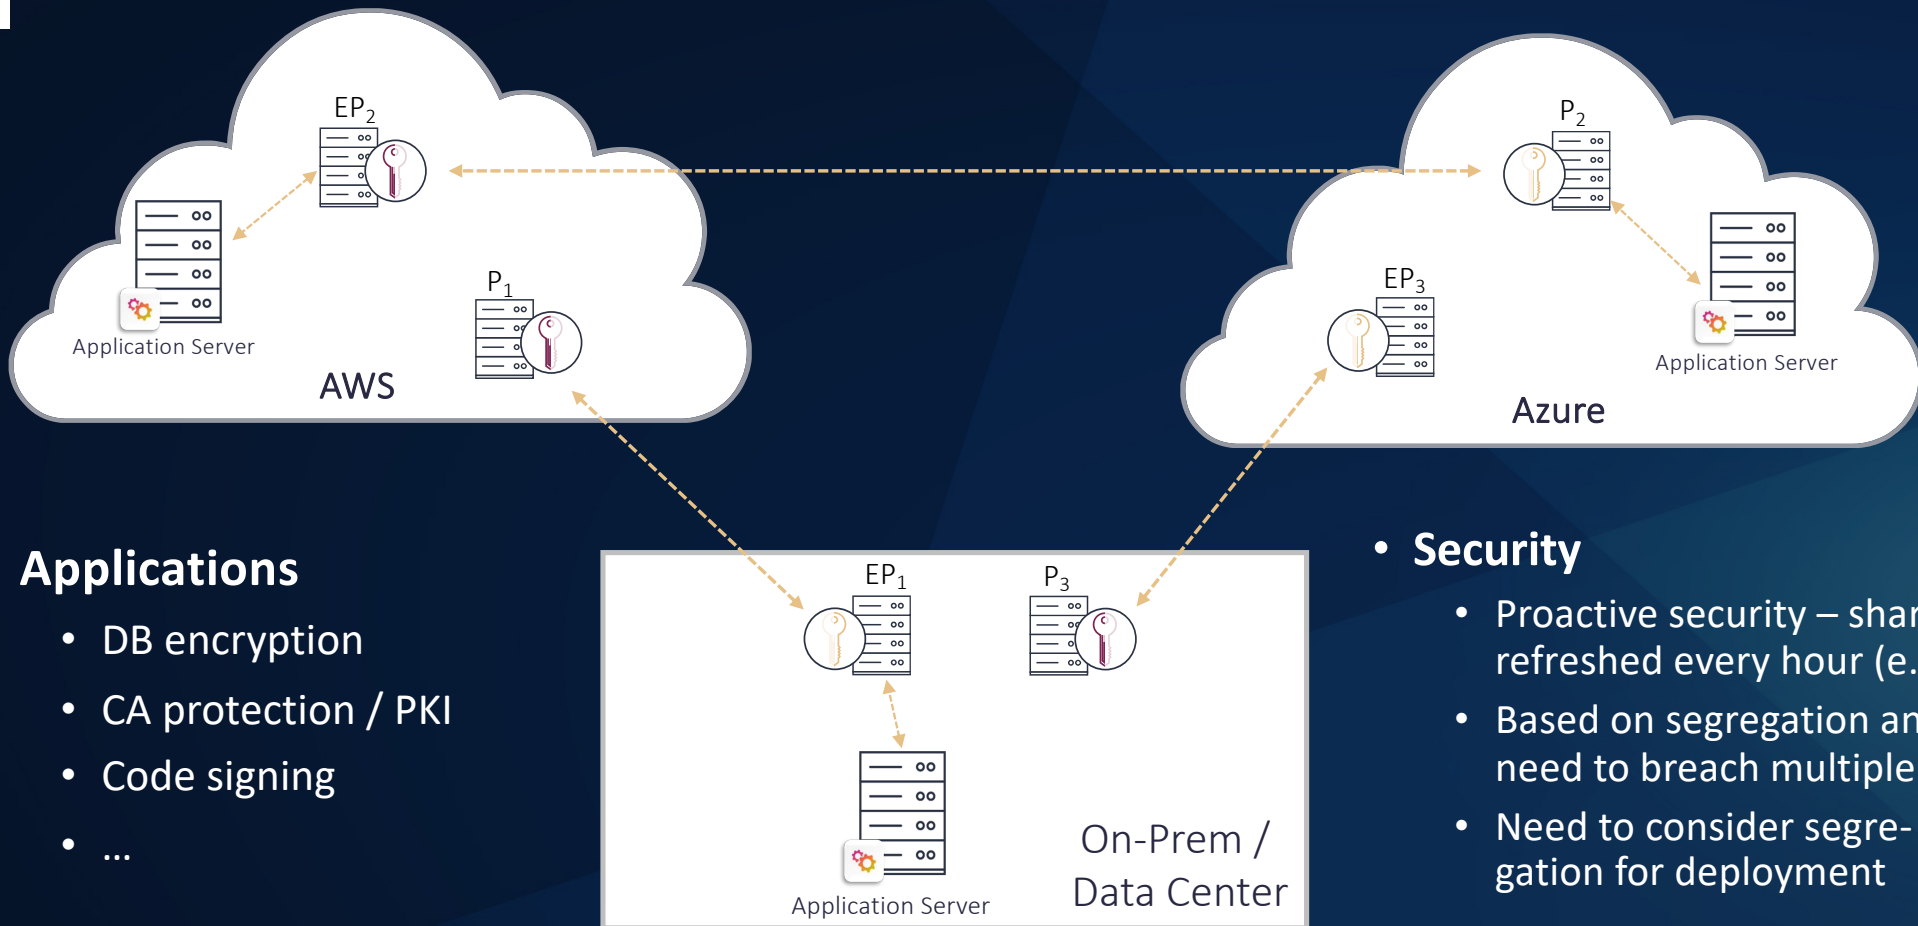 EP₂
P₁
Application Server
AWS
P₂
EP₃
Application Server
Azure
Applications
• DB encryption
• CA protection / PKI
• Code signing
• ...
EP₁
P₃
Application Server
On-Prem /
Data Center
• Security
• Proactive security – shar
refreshed every hour (e.
• Based on segregation an
need to breach multiple
• Need to consider segre-
gation for deployment